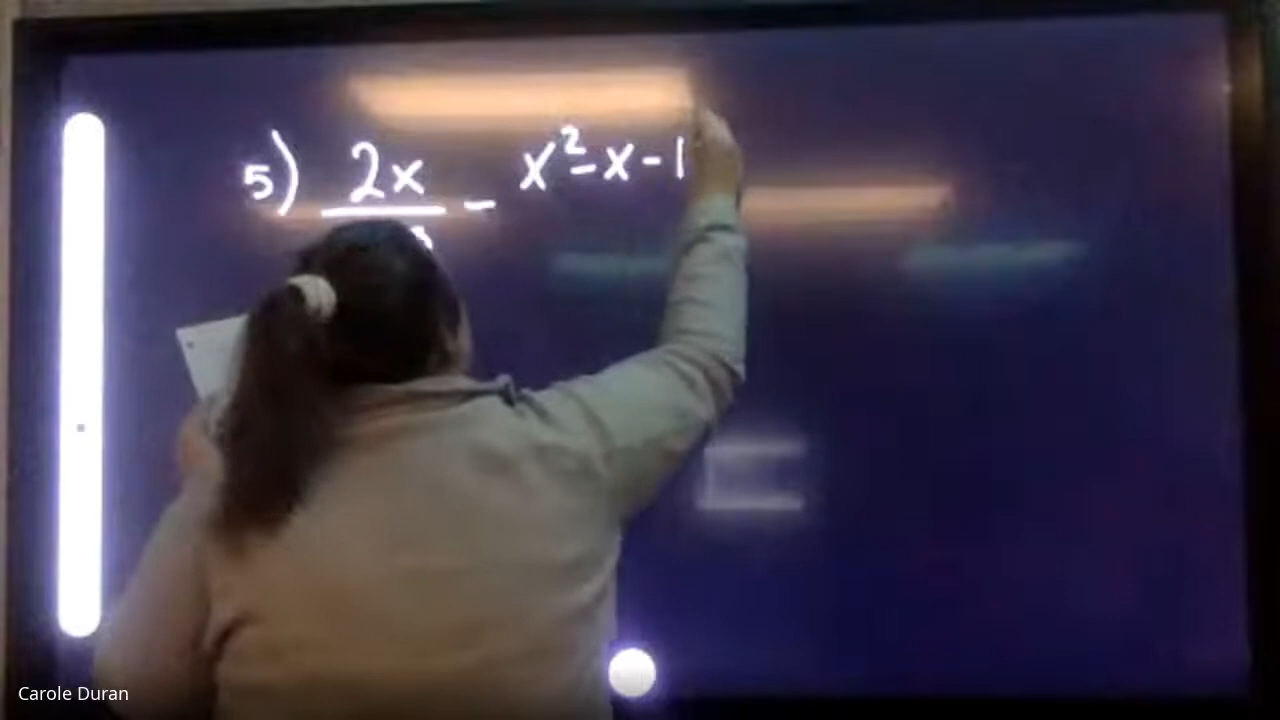 5) 2x - x²-x-1
Carole Duran